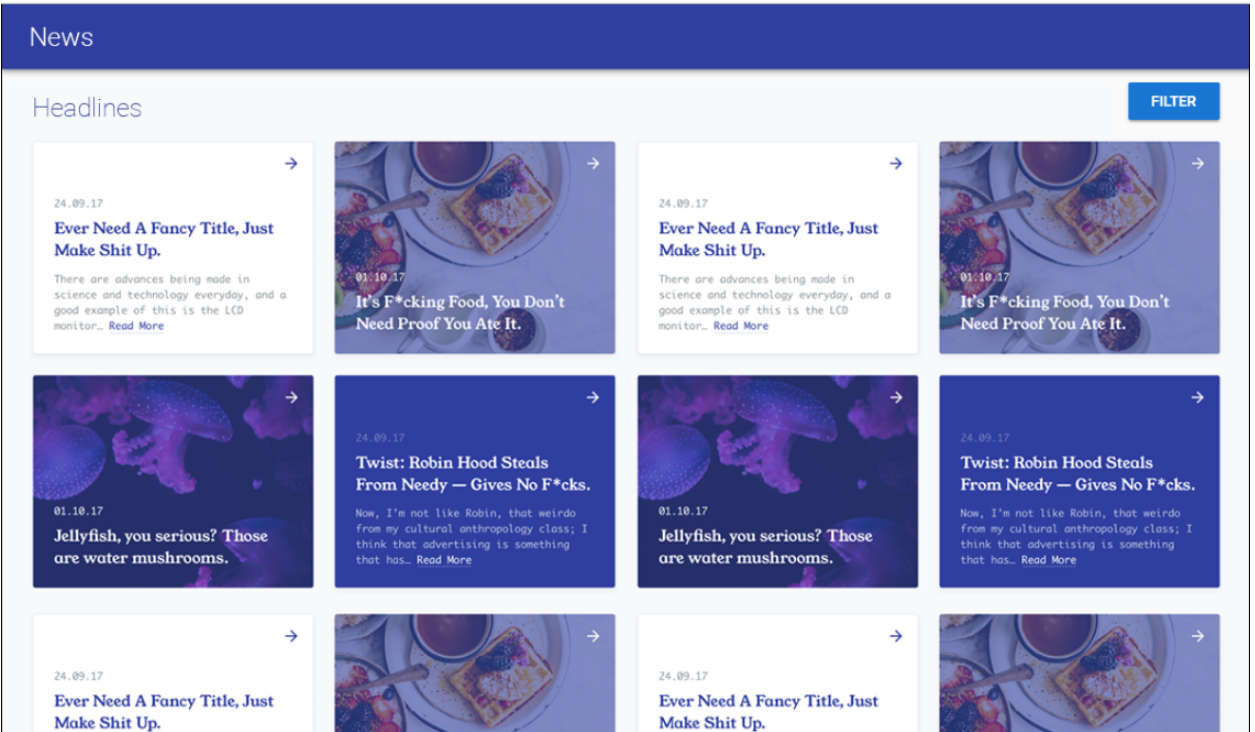 News
Headlines
FILTER
24.09.17
Ever Need A Fancy Title, Just
Make Shit Up.
There are advances being made in
science and technology everyday, and a
good example of this is the LCD
monitor… Read More
01.10.17
It's F*cking Food, You Don't
Need Proof You Ate It.
24.09.17
Ever Need A Fancy Title, Just
Make Shit Up.
There are advances being made in
science and technology everyday, and a
good example of this is the LCD
monitor… Read More
01.10.17
It's F*cking Food, You Don't
Need Proof You Ate It.
01.10.17
Jellyfish, you serious? Those
are water mushrooms.
24.09.17
Twist: Robin Hood Steals
From Needy — Gives No F*cks.
Now, I'm not like Robin, that weirdo
from my cultural anthropology class; I
think that advertising is something
that has… Read More
01.10.17
Jellyfish, you serious? Those
are water mushrooms.
24.09.17
Twist: Robin Hood Steals
From Needy — Gives No F*cks.
Now, I'm not like Robin, that weirdo
from my cultural anthropology class; I
think that advertising is something
that has… Read More
24.09.17
Ever Need A Fancy Title, Just
Make Shit Up.
24.09.17
Ever Need A Fancy Title, Just
Make Shit Up.